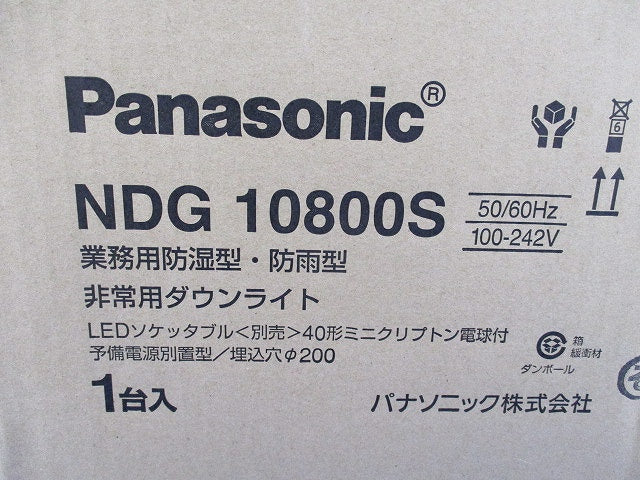 Panasonic®
NDG 10800S
50/60Hz
100-242V
業務用防湿型・防雨型
非常用ダウンライト
LEDソケッタブル<別売>40形ミニクリプトン電球付
予備電源別置型/埋込穴φ200
1台入
6
箱
緩衝材
ダンボール
パナソニック株式会社